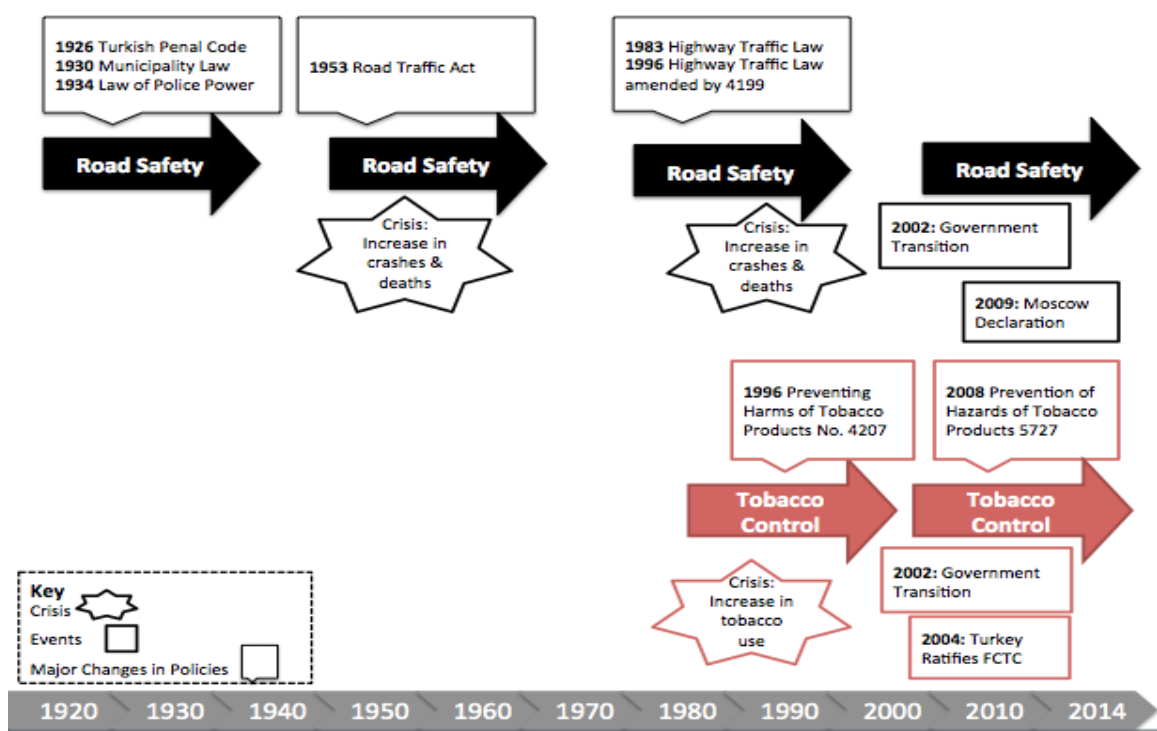 1926 Turkish Penal Code
1930 Municipality Law
1934 Law of Police Power
1953 Road Traffic Act
1983 Highway Traffic Law
1996 Highway Traffic Law
amended by 4199
Road Safety
Road Safety
Road Safety
Road Safety
Crisis:
Increase in
crashes &
deaths
Crisis:
Increase in
crashes &
deaths
2002: Government
Transition
2009: Moscow
Declaration
1996 Preventing
Harms of Tobacco
Products No. 4207
2008 Prevention of
Hazards of Tobacco
Products 5727
Tobacco
Control
Tobacco
Control
Crisis:
Increase in
tobacco
use
2002: Government
Transition
2004: Turkey
Ratifies FCTC
Key
Crisis
Events
Major Changes in Policies
1920 1930 1940 1950 1960 1970 1980 1990 2000 2010 2014